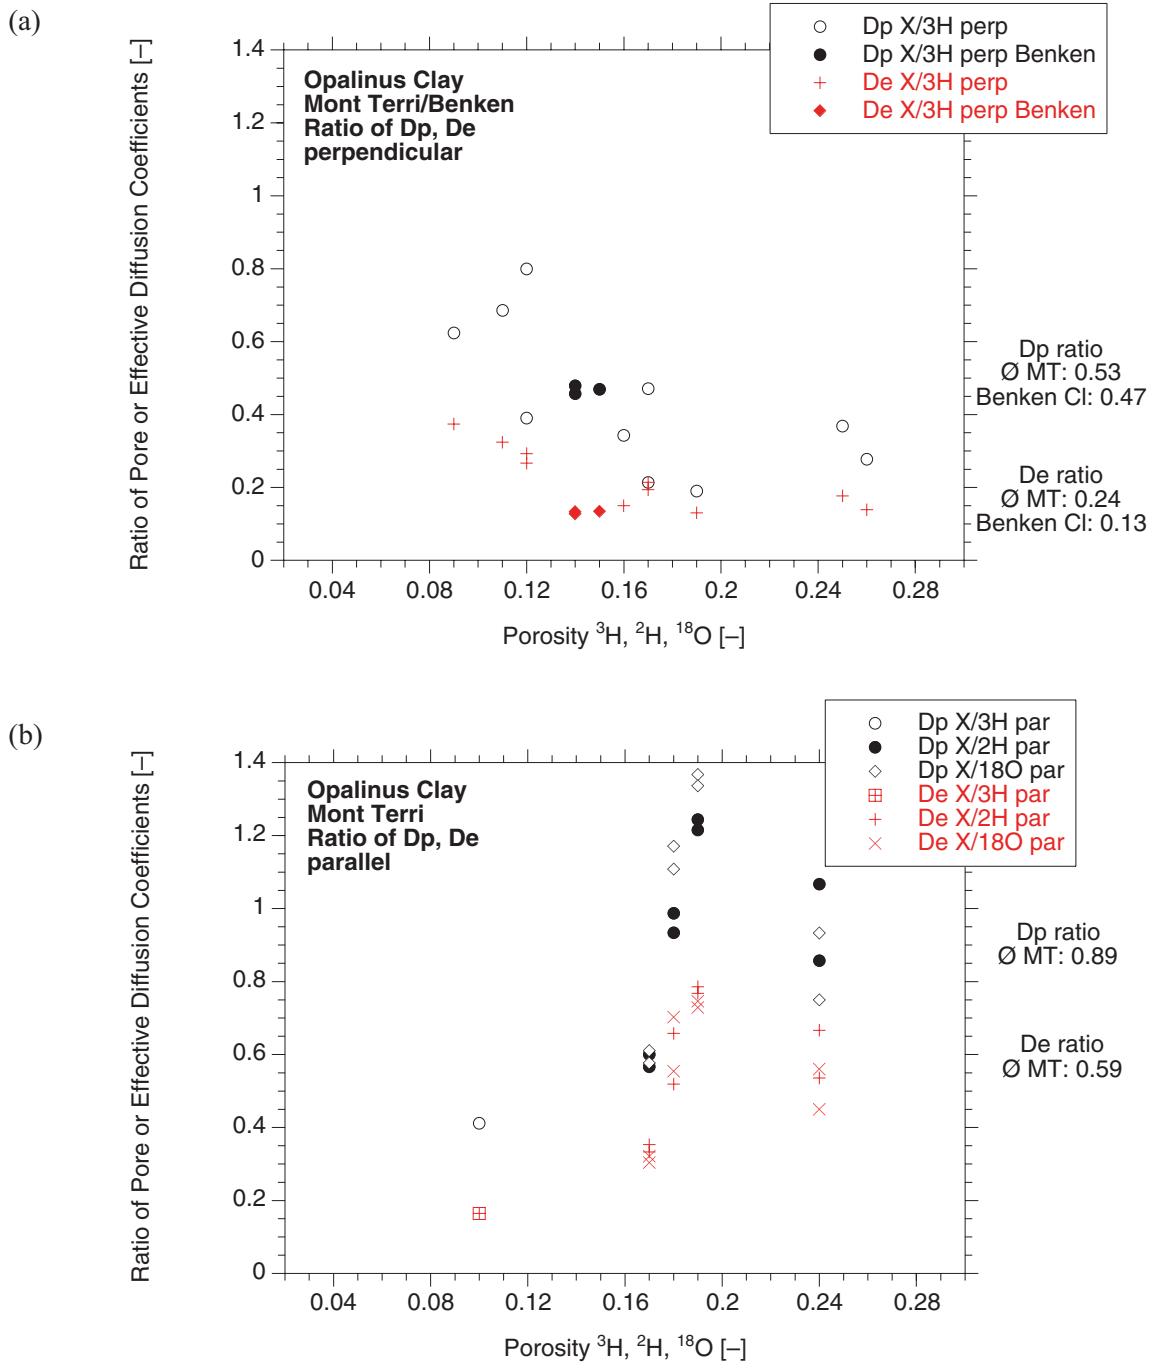 (a)
Dp X/3H perp
Dp X/3H perp Benken
De X/3H perp
De X/3H perp Benken
Opalinus Clay
Mont Terri/Benken
Ratio of Dp, De
perpendicular
Ratio of Pore or Effective Diffusion Coefficients [–]
1.4
1.2
1
0.8
0.6
0.4
0.2
0
Dp ratio
Ø MT: 0.53
Benken Cl: 0.47
De ratio
Ø MT: 0.24
Benken Cl: 0.13
0.04 0.08 0.12 0.16 0.2 0.24 0.28
Porosity ³H, ²H, ¹⁸O [–]
(b)
Dp X/3H par
Dp X/2H par
Dp X/18O par
De X/3H par
De X/2H par
De X/18O par
Opalinus Clay
Mont Terri
Ratio of Dp, De
parallel
Ratio of Pore or Effective Diffusion Coefficients [–]
1.4
1.2
1
0.8
0.6
0.4
0.2
0
Dp ratio
Ø MT: 0.89
De ratio
Ø MT: 0.59
0.04 0.08 0.12 0.16 0.2 0.24 0.28
Porosity ³H, ²H, ¹⁸O [–]